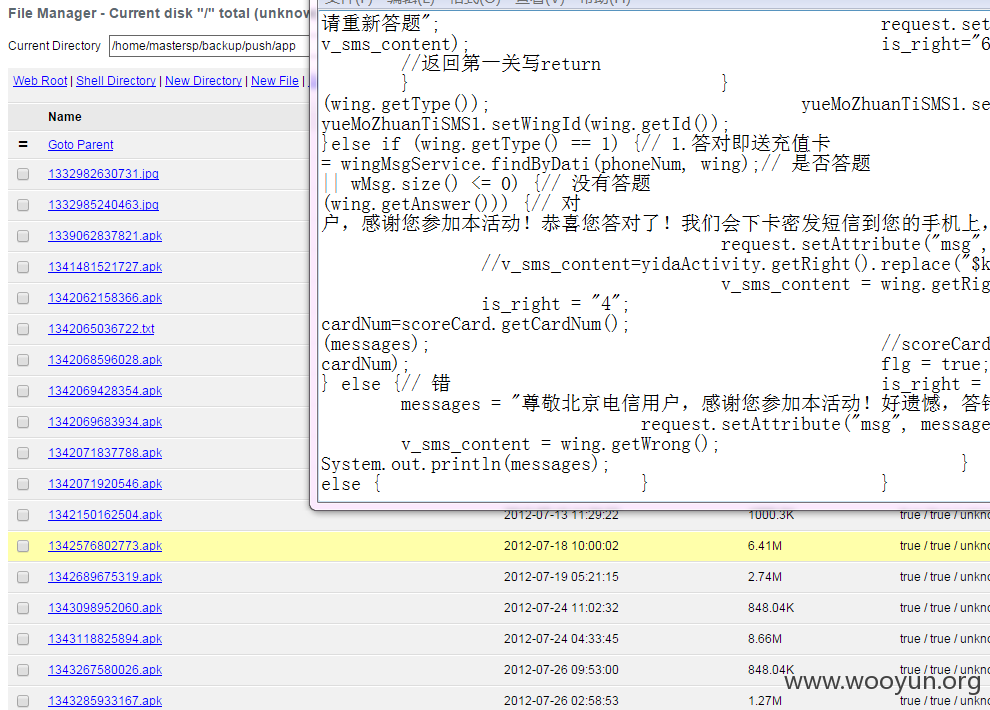 File Manager - Current disk "/" total (unknow
Current Directory /home/mastersp/backup/push/app
Web Root | Shell Directory | New Directory | New File |
Name
= Goto Parent
1332982630731.jpg
1332985240463.jpg
1339062837821.apk
1341481521727.apk
1342062158366.apk
1342065036722.txt
1342068596028.apk
1342069428354.apk
1342069683934.apk
1342071837788.apk
1342071920546.apk
1342150162504.apk 2012-07-13 11:29:22 1000.3K true / true / unkno
1342576802773.apk 2012-07-18 10:00:02 6.41M true / true / unkno
1342689675319.apk 2012-07-19 05:21:15 2.74M true / true / unkno
1343098952060.apk 2012-07-24 11:02:32 848.04K true / true / unkno
1343118825894.apk 2012-07-24 04:33:45 8.66M true / true / unkno
1343267580026.apk 2012-07-26 09:53:00 848.04K true / true / unkno
1343285933167.apk 2012-07-26 02:58:53 1.27M true / true / unkno
请重新答题"; request.set
v_sms_content); is_right="6
//返回第一关写return
} }
(wing.getType()); yueMoZhuanTiSMS1.se
yueMoZhuanTiSMS1.setWingId(wing.getId());
}else if (wing.getType() == 1) {// 1.答对即送充值卡
= wingMsgService.findByDati(phoneNum, wing);// 是否答题
|| wMsg.size() <= 0) {// 没有答题
(wing.getAnswer())) {// 对
户，感谢您参加本活动！恭喜您答对了！我们会下卡密发短信到您的手机上，
request.setAttribute("msg",
//v_sms_content=yidaActivity.getRight().replace("$k
v_sms_content = wing.getRig
is_right = "4";
cardNum=scoreCard.getCardNum();
(messages); //scoreCard
cardNum); flg = true;
} else {// 错 is_right =
messages = "尊敬北京电信用户，感谢您参加本活动！好遗憾，答错
request.setAttribute("msg", message
v_sms_content = wing.getWrong();
System.out.println(messages); }
else { } }
www.wooyun.org